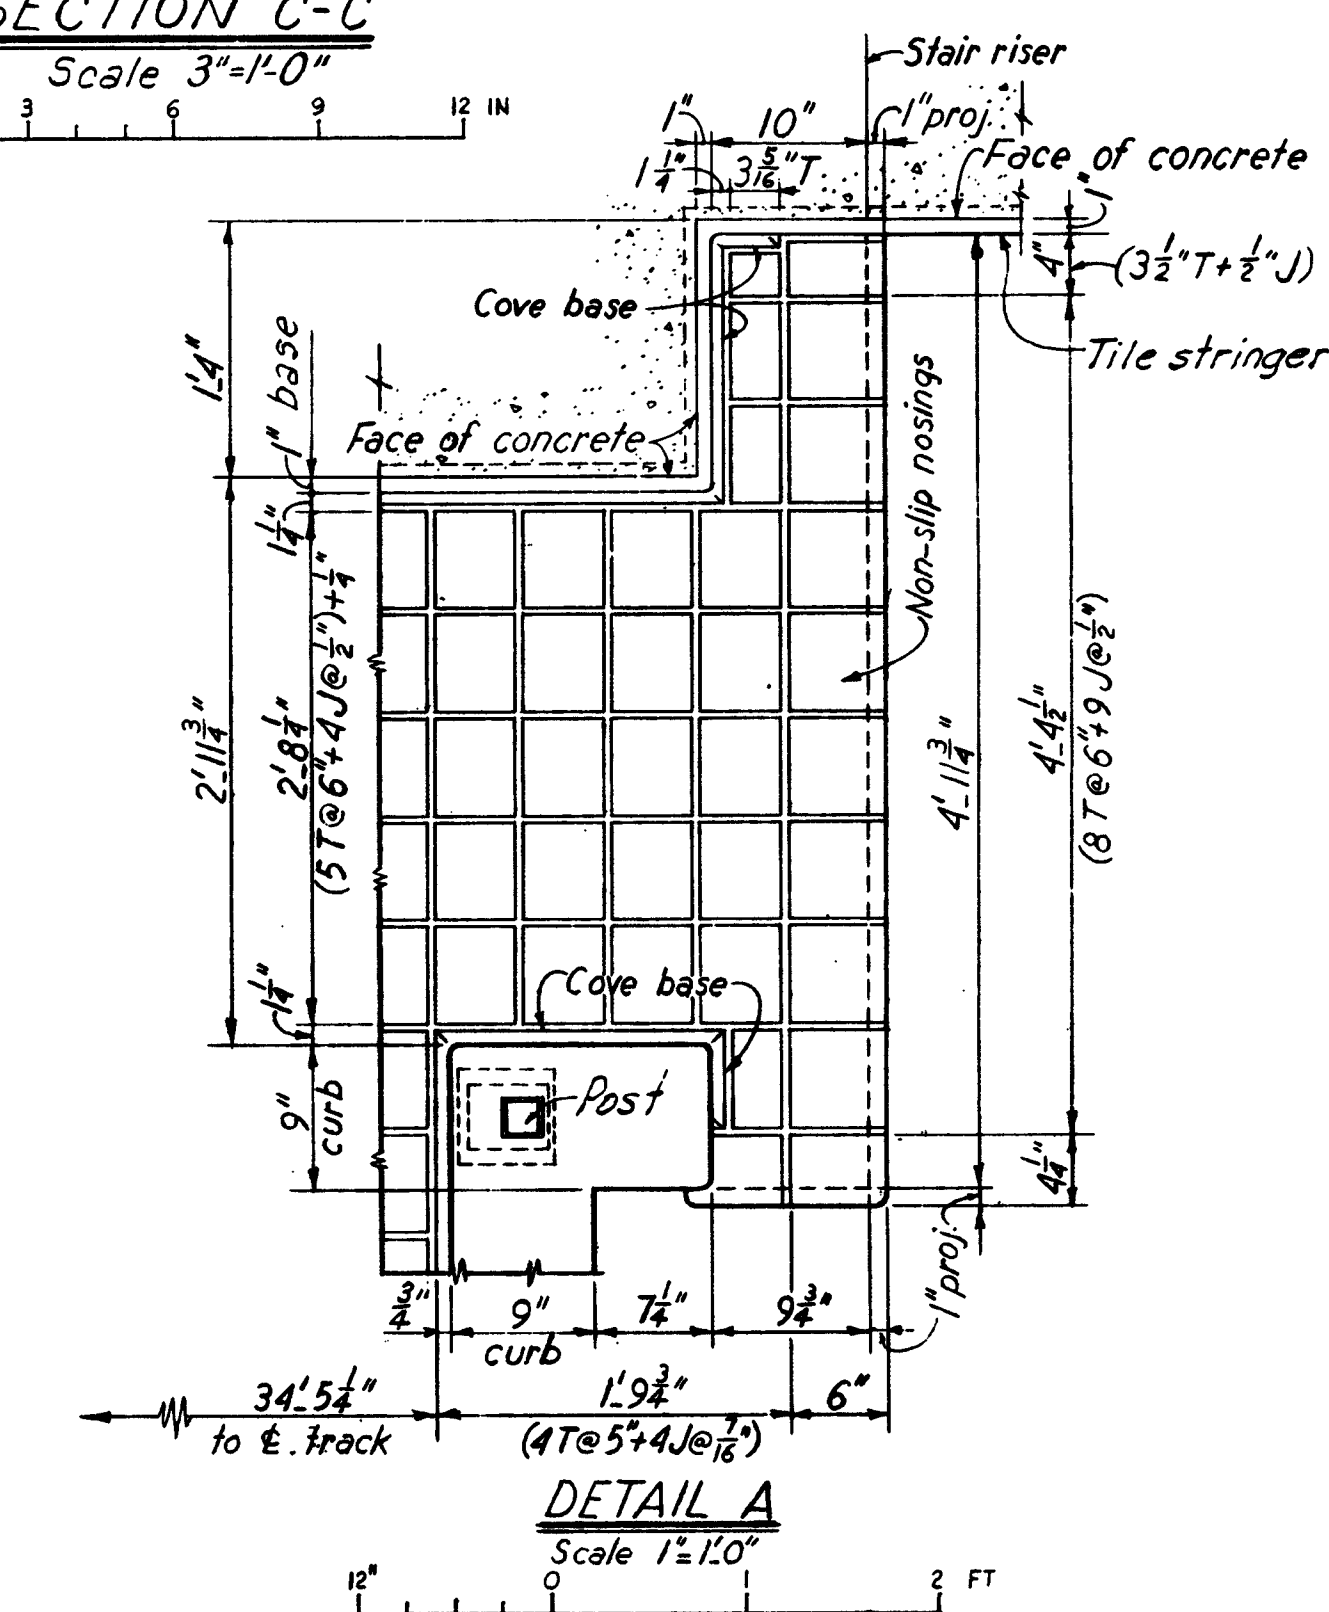 SECTION C-C
Scale 3"=1'-0"
3 6 9 12 IN
Stair riser
1" 10" 1" proj.
1 1/4" 3 5/16" T
Face of concrete
1"
4"
(3 1/2" T + 1/2" J)
Cove base
Tile stringer
1'-4"
1" base
Face of concrete
Non-slip nosings
1 1/4"
2'-11 3/4"
2'-8 1/4"
(5T@6"+4J@1/2")+1/4"
4'-11 3/4"
4'-4 1/2"
(8T@6"+9J@1/2")
1 1/4"
Cove base
9"
curb
Post
4 1/4"
1" proj.
3/4" 9" 7 1/4" 9 3/4"
curb
34'-5 1/4" 1'-9 3/4" 6"
to ℄. track (4T@5"+4J@7/16")
DETAIL A
Scale 1"=1'-0"
12" 0 1 2 FT